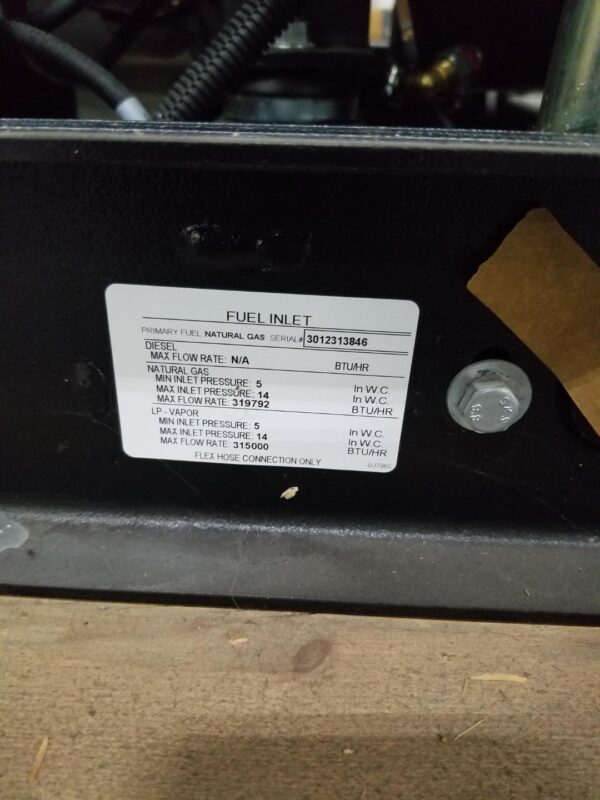 FUEL INLET
PRIMARY FUEL NATURAL GAS SERIAL# 3012313846
DIESEL
MAX FLOW RATE: N/A BTU/HR
NATURAL GAS
MIN INLET PRESSURE: 5 In W.C.
MAX INLET PRESSURE: 14 In W.C.
MAX FLOW RATE: 319792 BTU/HR
LP - VAPOR
MIN INLET PRESSURE: 5 In W.C.
MAX INLET PRESSURE: 14 In W.C.
MAX FLOW RATE: 315000 BTU/HR
FLEX HOSE CONNECTION ONLY